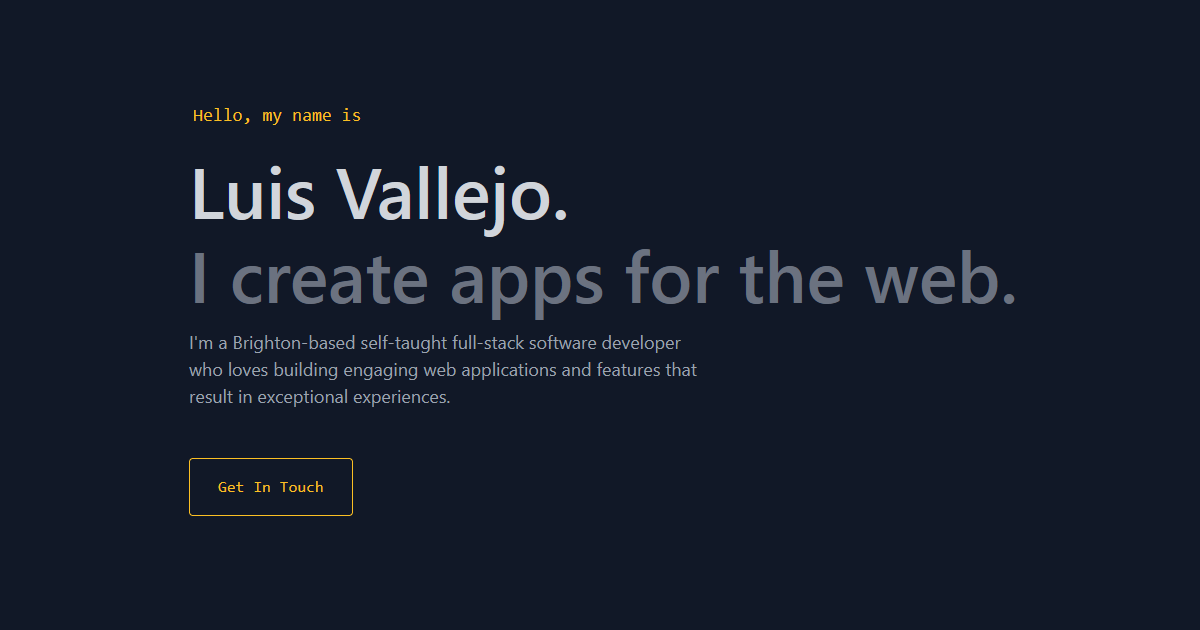 Hello, my name is
Luis Vallejo.
I create apps for the web.
I'm a Brighton-based self-taught full-stack software developer
who loves building engaging web applications and features that
result in exceptional experiences.
Get In Touch